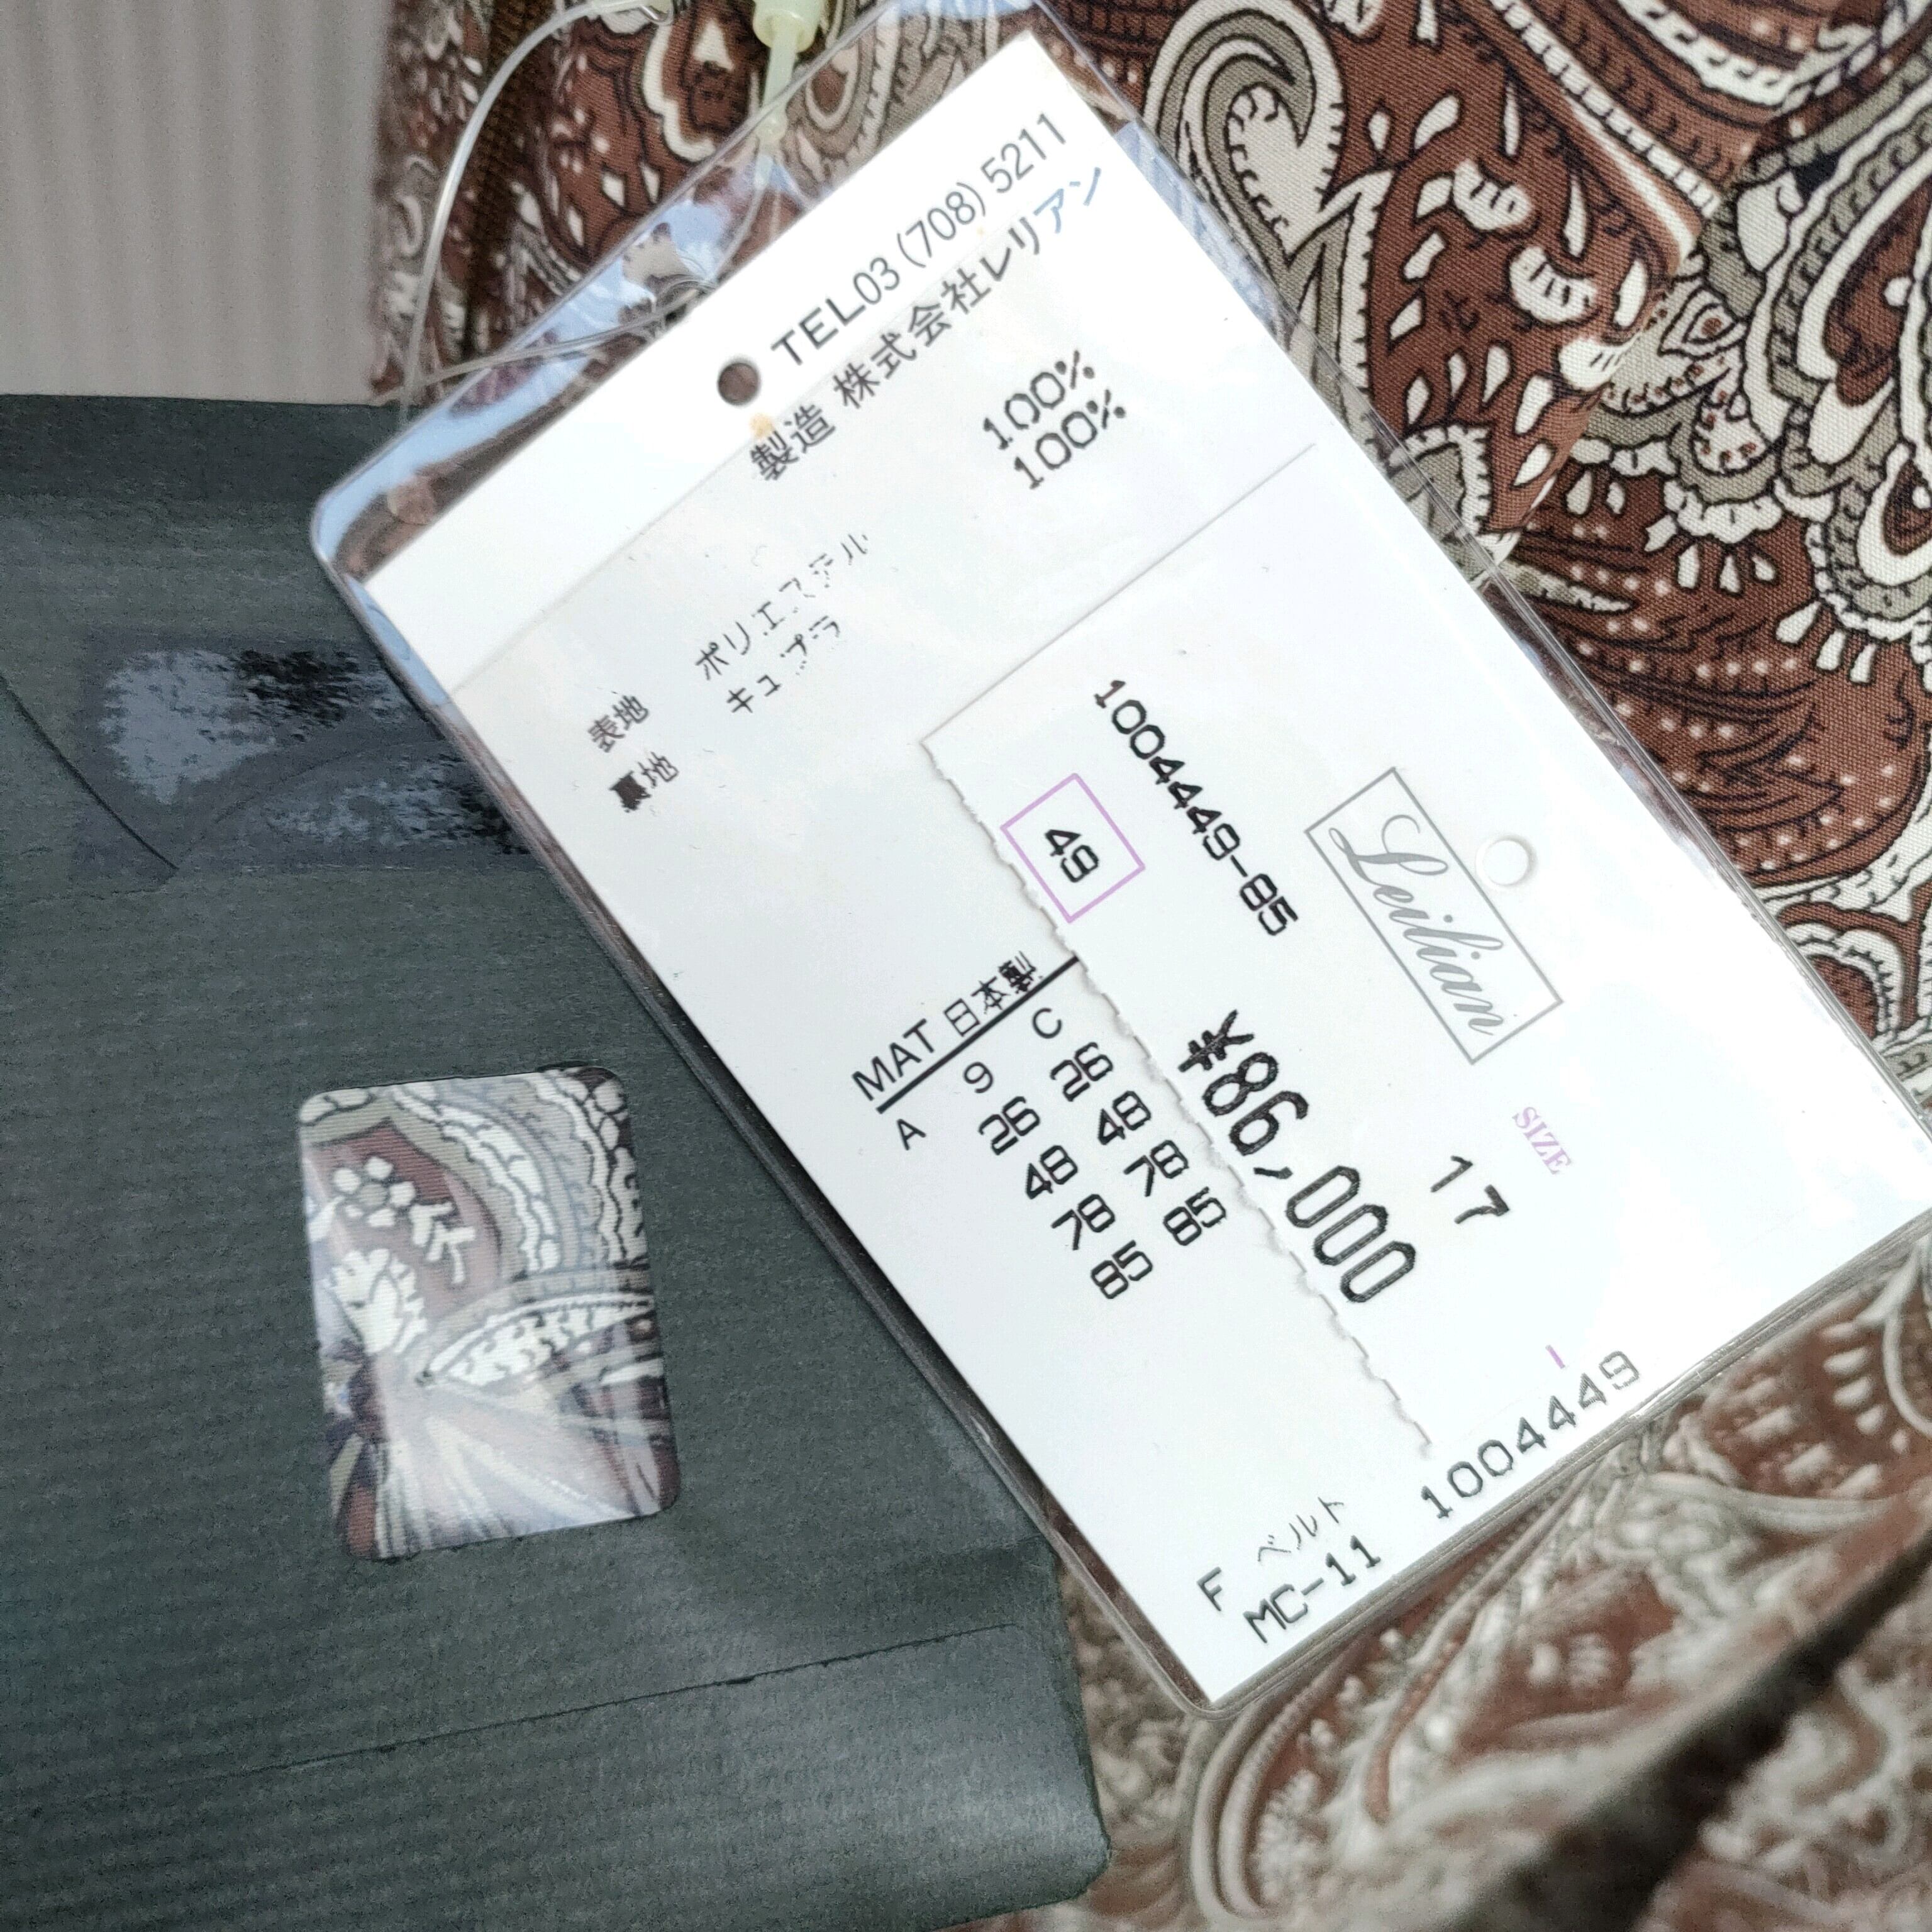 TEL03(708)5211
製造 株式会社レリアン
表地 ポリエステル 100%
裏地 キュプラ 100%
MAT 日本製
A 9 C
26 26
48 48
78 78
85 85
F ベルト
MC-11 1004449
Leilian
1004449-85
49
¥86,000
SIZE
17